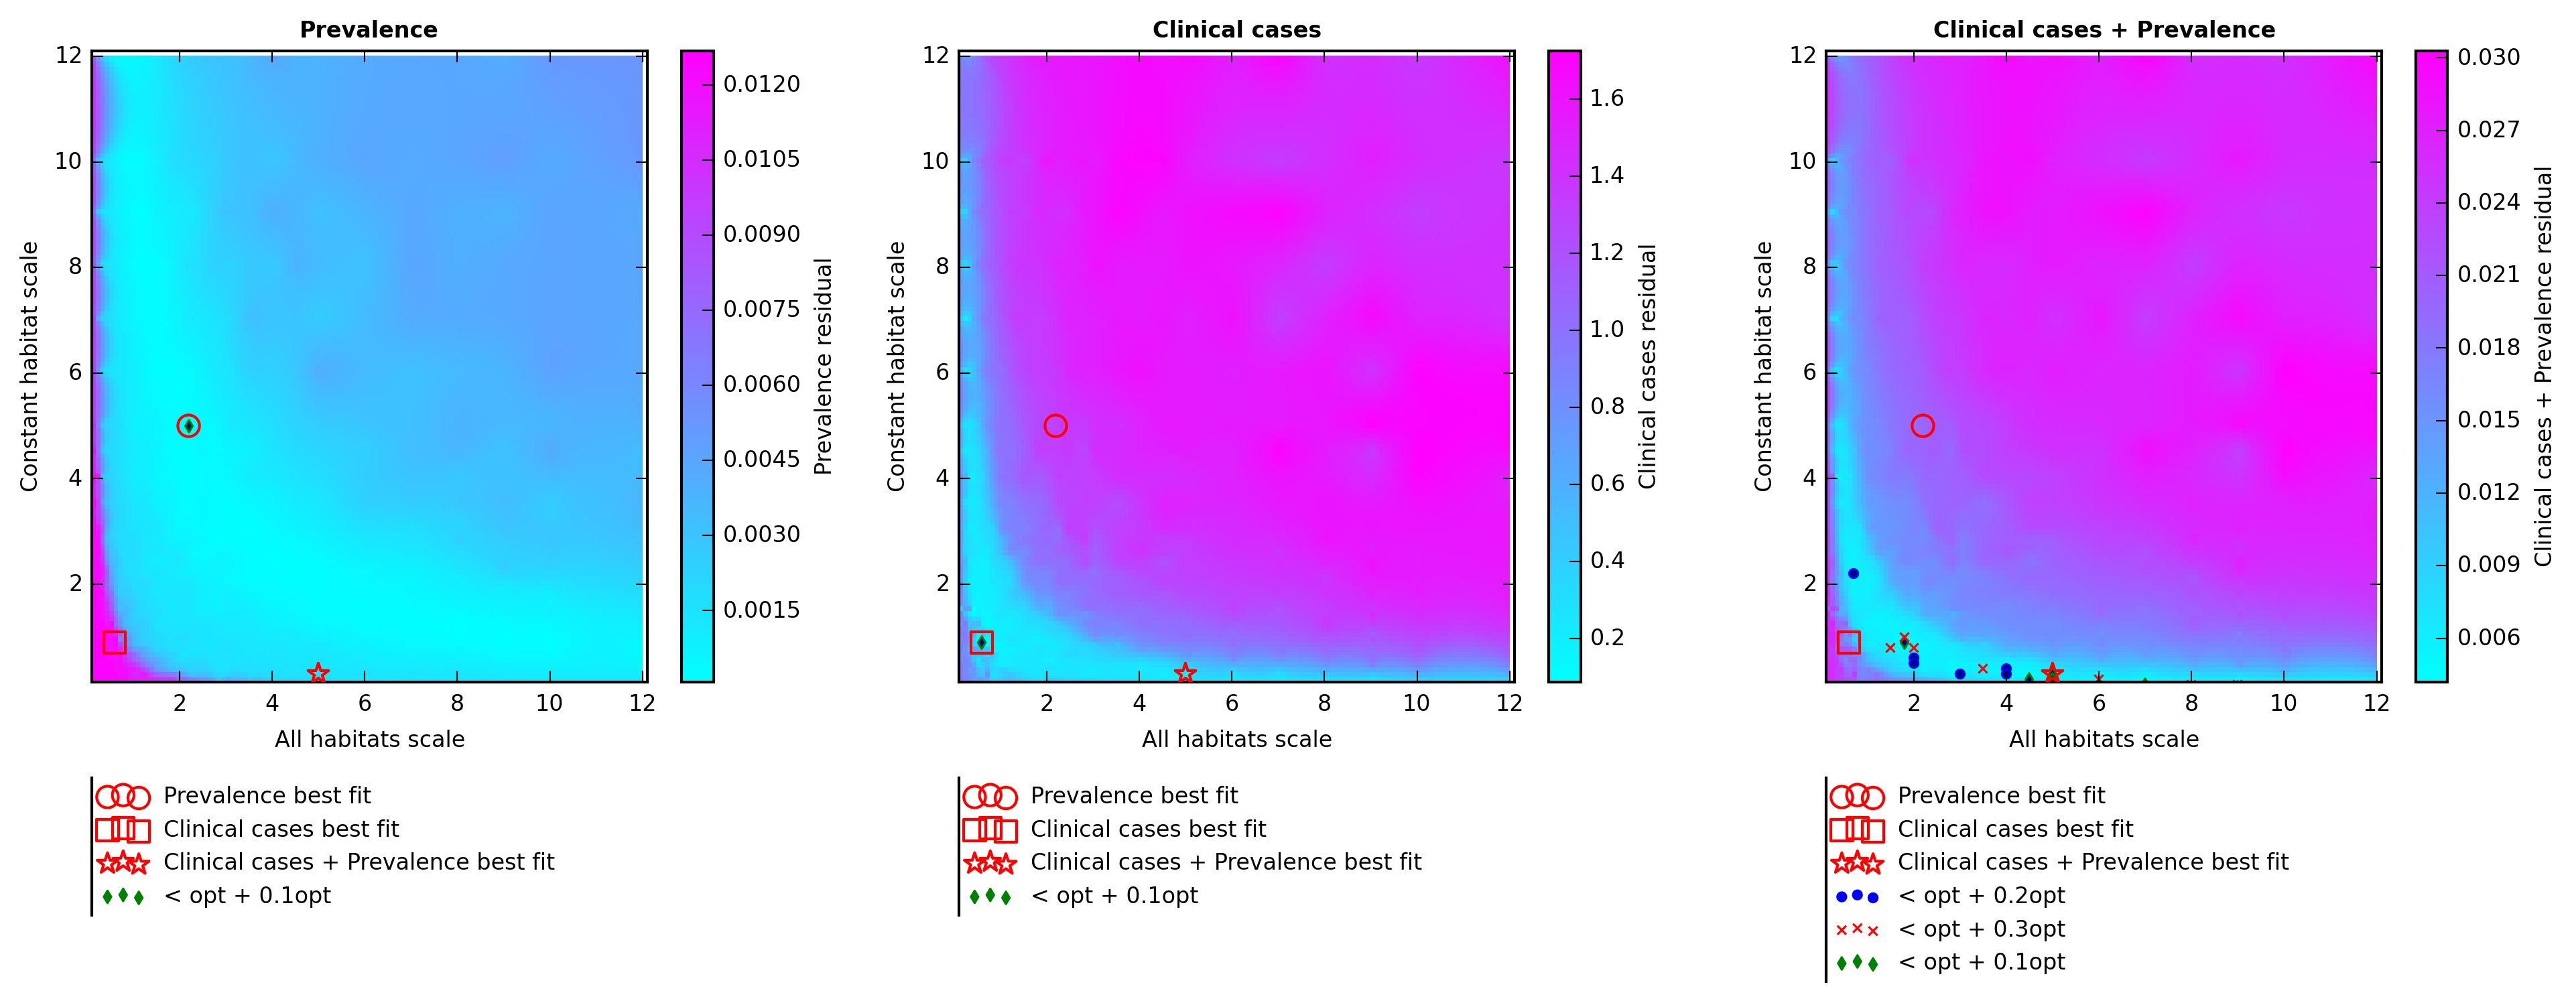 Prevalence
12
10
8
6
4
2
2 4 6 8 10 12
Constant habitat scale
All habitats scale
0.0120
0.0105
0.0090
0.0075
0.0060
0.0045
0.0030
0.0015
Prevalence residual
Prevalence best fit
Clinical cases best fit
Clinical cases + Prevalence best fit
< opt + 0.1opt
Clinical cases
12
10
8
6
4
2
2 4 6 8 10 12
Constant habitat scale
All habitats scale
1.6
1.4
1.2
1.0
0.8
0.6
0.4
0.2
Clinical cases residual
Prevalence best fit
Clinical cases best fit
Clinical cases + Prevalence best fit
< opt + 0.1opt
Clinical cases + Prevalence
12
10
8
6
4
2
2 4 6 8 10 12
Constant habitat scale
All habitats scale
0.030
0.027
0.024
0.021
0.018
0.015
0.012
0.009
0.006
Clinical cases + Prevalence residual
Prevalence best fit
Clinical cases best fit
Clinical cases + Prevalence best fit
< opt + 0.2opt
< opt + 0.3opt
< opt + 0.1opt